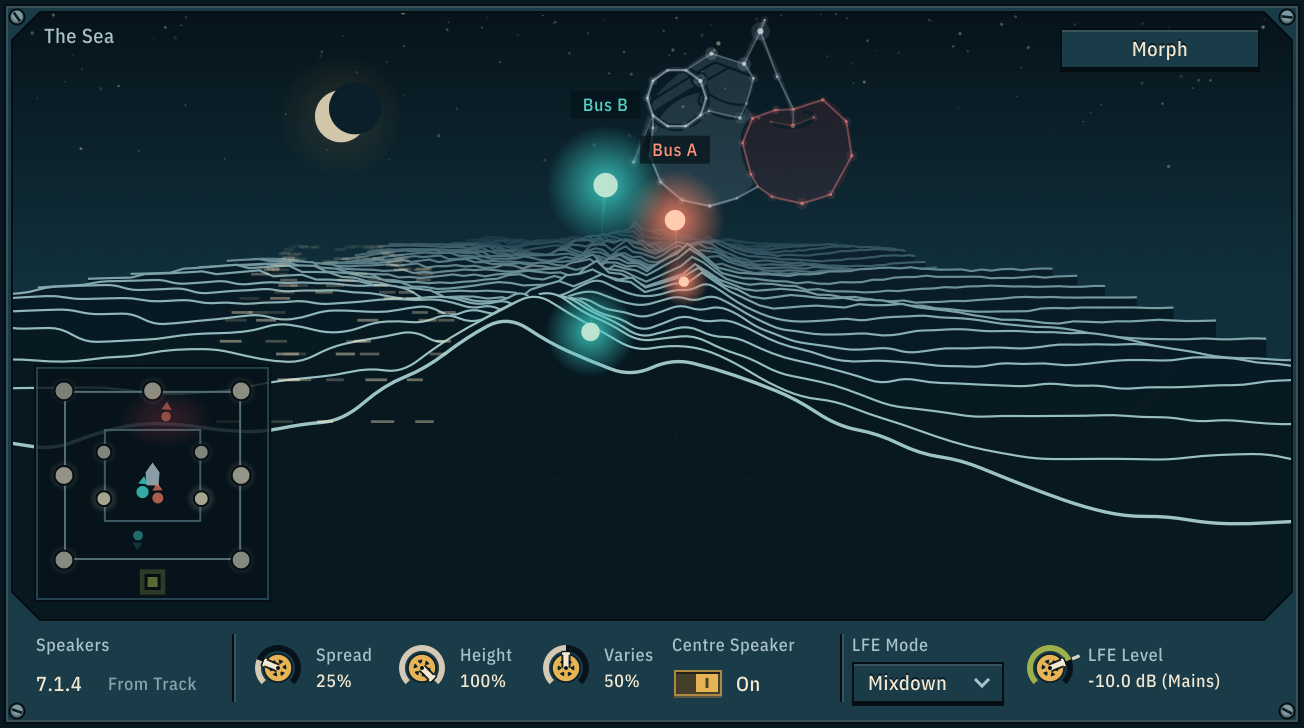 The Sea
Morph
Bus B
Bus A
Speakers
7.1.4 From Track
Spread
25%
Height
100%
Varies
50%
Centre Speaker
On
LFE Mode
Mixdown
LFE Level
-10.0 dB (Mains)